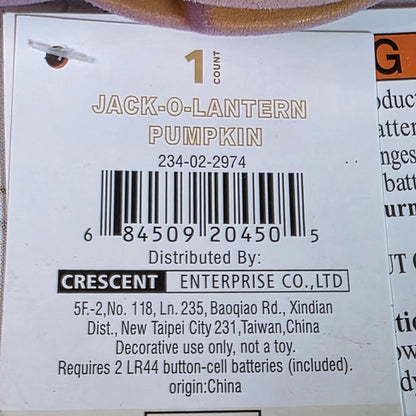 1 COUNT
JACK-O-LANTERN
PUMPKIN
234-02-2974
6 84509 20450 5
Distributed By:
CRESCENT ENTERPRISE CO.,LTD
5F.-2,No. 118, Ln. 235, Baoqiao Rd., Xindian
Dist., New Taipei City 231,Taiwan,China
Decorative use only, not a toy.
Requires 2 LR44 button-cell batteries (included).
origin:China
G